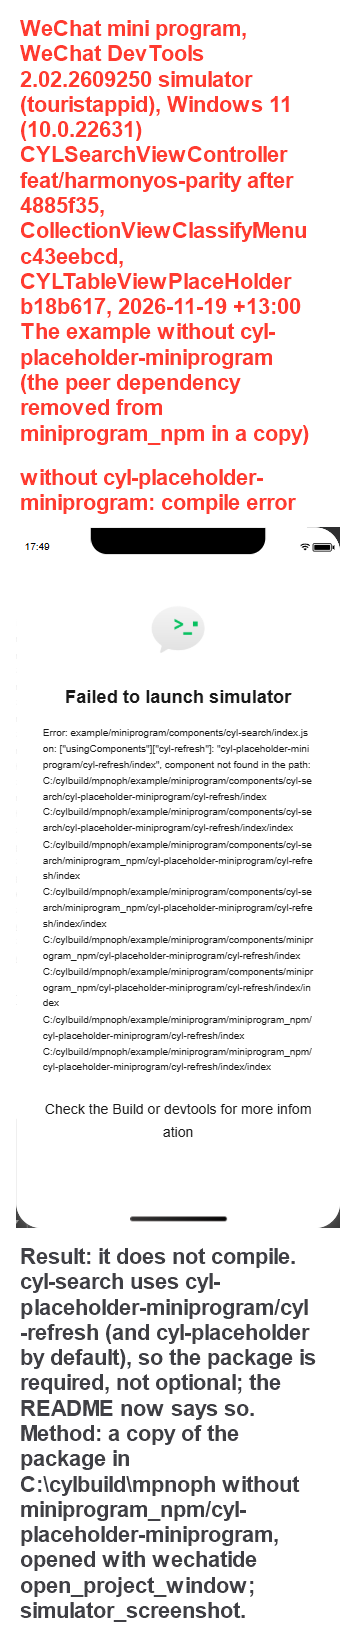 WeChat mini program,
WeChat DevTools
2.02.2609250 simulator
(touristappid), Windows 11
(10.0.22631)
CYLSearchViewController
feat/harmonyos-parity after
4885f35,
CollectionViewClassifyMenu
c43eebcd,
CYLTableViewPlaceHolder
b18b617, 2026-11-19 +13:00
The example without cyl-
placeholder-miniprogram
(the peer dependency
removed from
miniprogram_npm in a copy)
without cyl-placeholder-
miniprogram: compile error
17:49
>_
Failed to launch simulator
Error: example/miniprogram/components/cyl-search/index.js
on: ["usingComponents"]["cyl-refresh"]: "cyl-placeholder-mini
program/cyl-refresh/index", component not found in the path:
C:/cylbuild/mpnoph/example/miniprogram/components/cyl-se
arch/cyl-placeholder-miniprogram/cyl-refresh/index
C:/cylbuild/mpnoph/example/miniprogram/components/cyl-se
arch/cyl-placeholder-miniprogram/cyl-refresh/index/index
C:/cylbuild/mpnoph/example/miniprogram/components/cyl-se
arch/miniprogram_npm/cyl-placeholder-miniprogram/cyl-refre
sh/index
C:/cylbuild/mpnoph/example/miniprogram/components/cyl-se
arch/miniprogram_npm/cyl-placeholder-miniprogram/cyl-refre
sh/index/index
C:/cylbuild/mpnoph/example/miniprogram/components/minipr
ogram_npm/cyl-placeholder-miniprogram/cyl-refresh/index
C:/cylbuild/mpnoph/example/miniprogram/components/minipr
ogram_npm/cyl-placeholder-miniprogram/cyl-refresh/index/in
dex
C:/cylbuild/mpnoph/example/miniprogram/miniprogram_npm/
cyl-placeholder-miniprogram/cyl-refresh/index
C:/cylbuild/mpnoph/example/miniprogram/miniprogram_npm/
cyl-placeholder-miniprogram/cyl-refresh/index/index
Check the Build or devtools for more infom
ation
Result: it does not compile.
cyl-search uses cyl-
placeholder-miniprogram/cyl
-refresh (and cyl-placeholder
by default), so the package is
required, not optional; the
README now says so.
Method: a copy of the
package in
C:\cylbuild\mpnoph without
miniprogram_npm/cyl-
placeholder-miniprogram,
opened with wechatide
open_project_window;
simulator_screenshot.